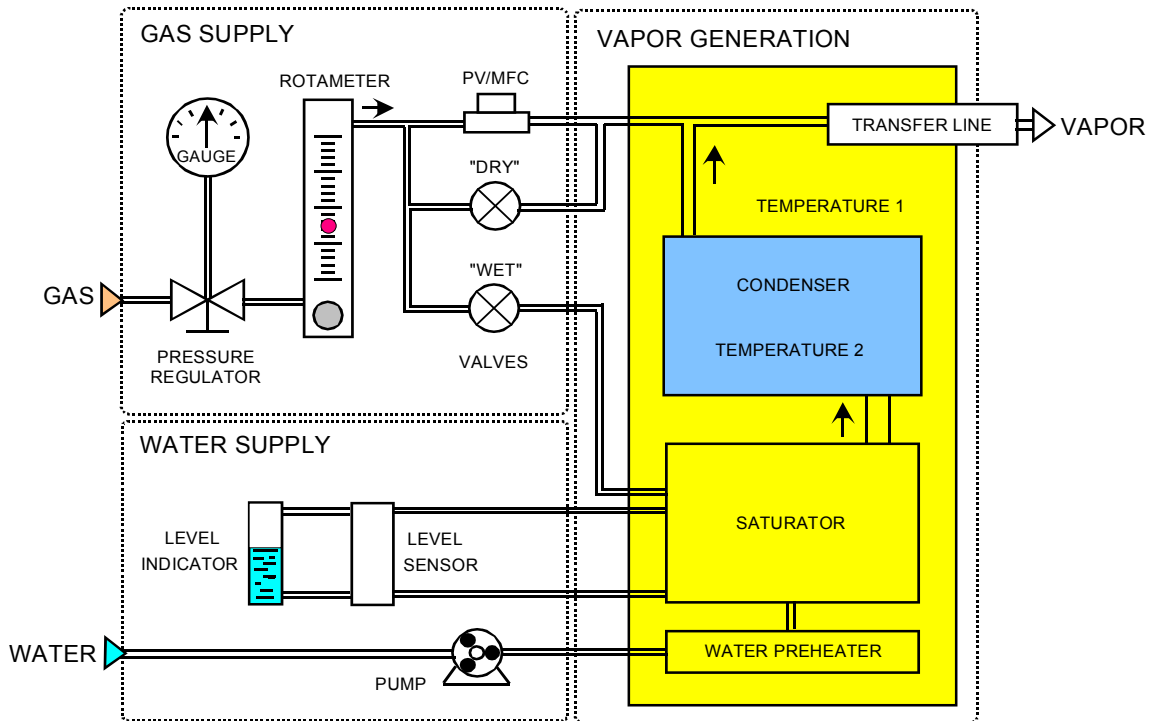 GAS SUPPLY
ROTAMETER
PV/MFC
GAUGE
"DRY"
"WET"
GAS
PRESSURE
REGULATOR
VALVES
VAPOR GENERATION
TRANSFER LINE
VAPOR
TEMPERATURE 1
CONDENSER
TEMPERATURE 2
SATURATOR
WATER PREHEATER
WATER SUPPLY
LEVEL
INDICATOR
LEVEL
SENSOR
WATER
PUMP